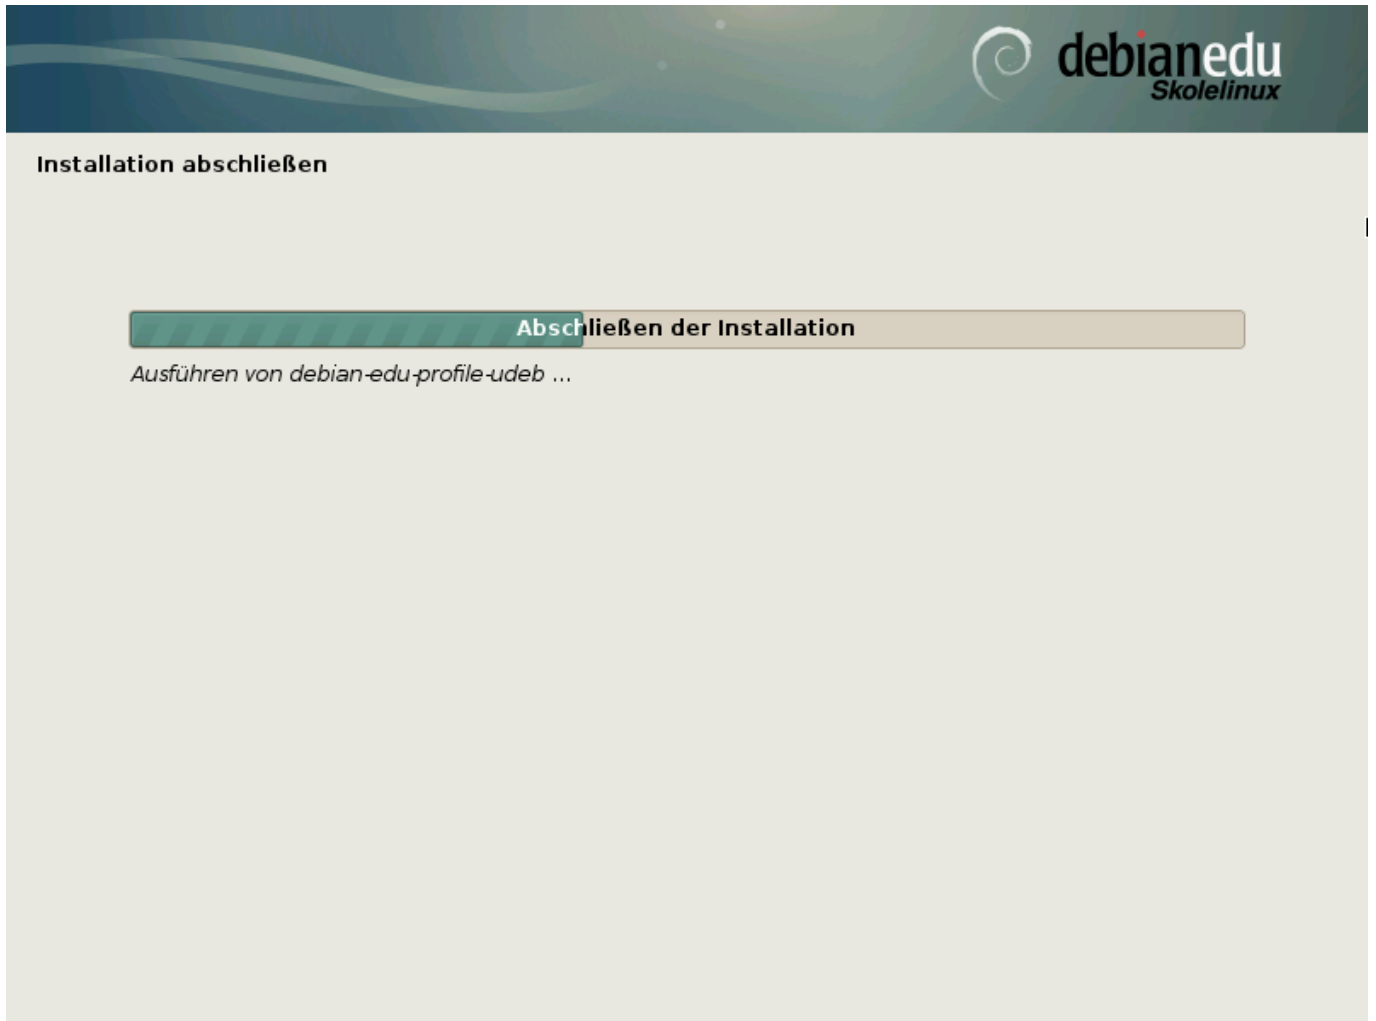 debianedu
Skolelinux
Installation abschließen
Abschließen der Installation
Ausführen von debian-edu-profile-udeb ...